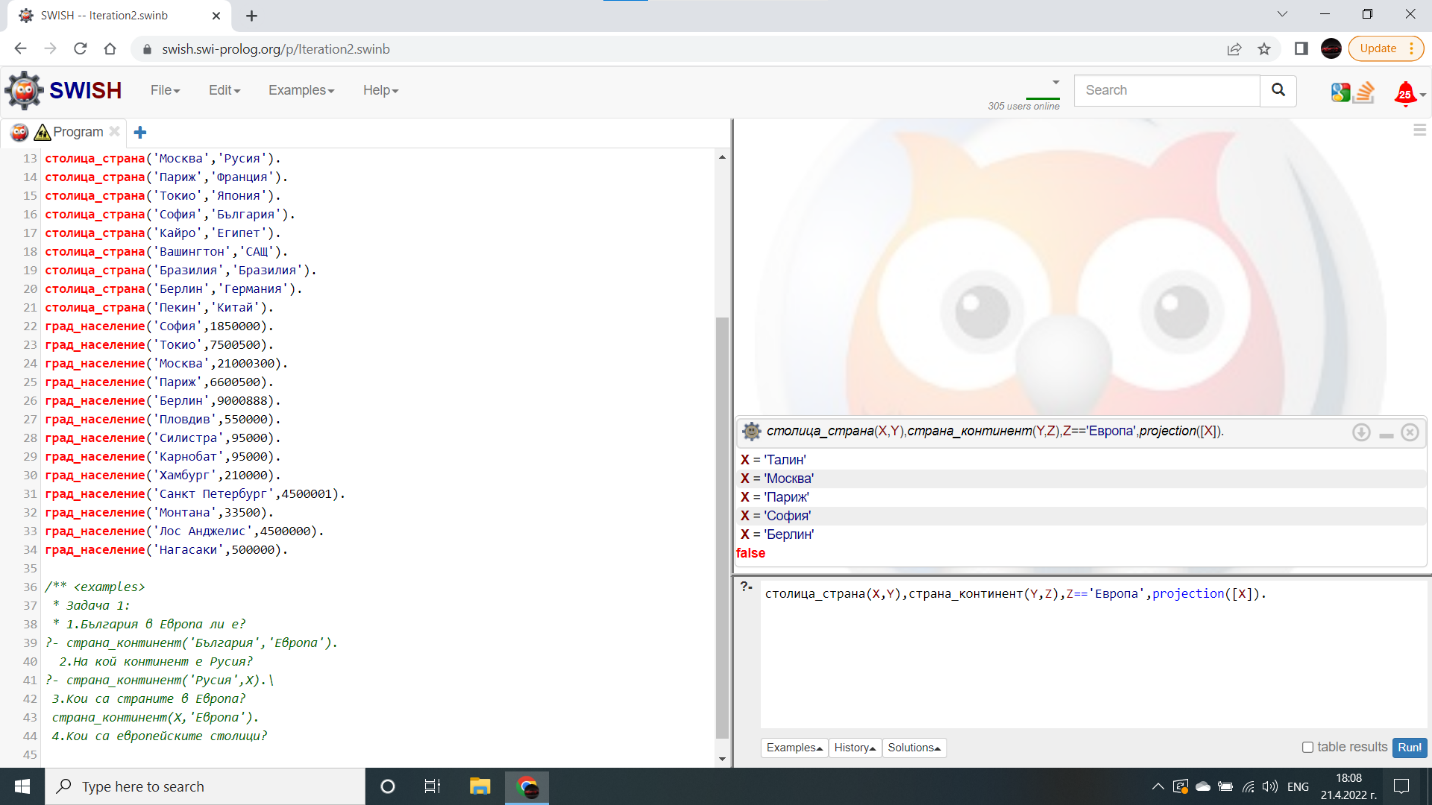 SWISH -- Iteration2.swinb
swish.swi-prolog.org/p/Iteration2.swinb
Update
SWISH
File Edit Examples Help
305 users online
Search
25
Program
13 столица_страна('Москва','Русия').
14 столица_страна('Париж','Франция').
15 столица_страна('Токио','Япония').
16 столица_страна('София','България').
17 столица_страна('Кайро','Египет').
18 столица_страна('Вашингтон','САЩ').
19 столица_страна('Бразилия','Бразилия').
20 столица_страна('Берлин','Германия').
21 столица_страна('Пекин','Китай').
22 град_население('София',1850000).
23 град_население('Токио',7500500).
24 град_население('Москва',21000300).
25 град_население('Париж',6600500).
26 град_население('Берлин',9000888).
27 град_население('Пловдив',550000).
28 град_население('Силистра',95000).
29 град_население('Карнобат',95000).
30 град_население('Хамбург',210000).
31 град_население('Санкт Петербург',4500001).
32 град_население('Монтана',33500).
33 град_население('Лос Анджелис',4500000).
34 град_население('Нагасаки',500000).
35
36 /** <examples>
37 * Задача 1:
38 * 1.България в Европа ли е?
39 ?- страна_континент('България','Европа').
40 2.На кой континент е Русия?
41 ?- страна_континент('Русия',X).\
42 3.Кои са страните в Европа?
43 страна_континент(X,'Европа').
44 4.Кои са европейските столици?
45
столица_страна(X,Y),страна_континент(Y,Z),Z=='Европа',projection([X]).
X = 'Талин'
X = 'Москва'
X = 'Париж'
X = 'София'
X = 'Берлин'
false
?- столица_страна(X,Y),страна_континент(Y,Z),Z=='Европа',projection([X]).
Examples History Solutions
table results Run!
Type here to search
ENG
18:08
21.4.2022 г.